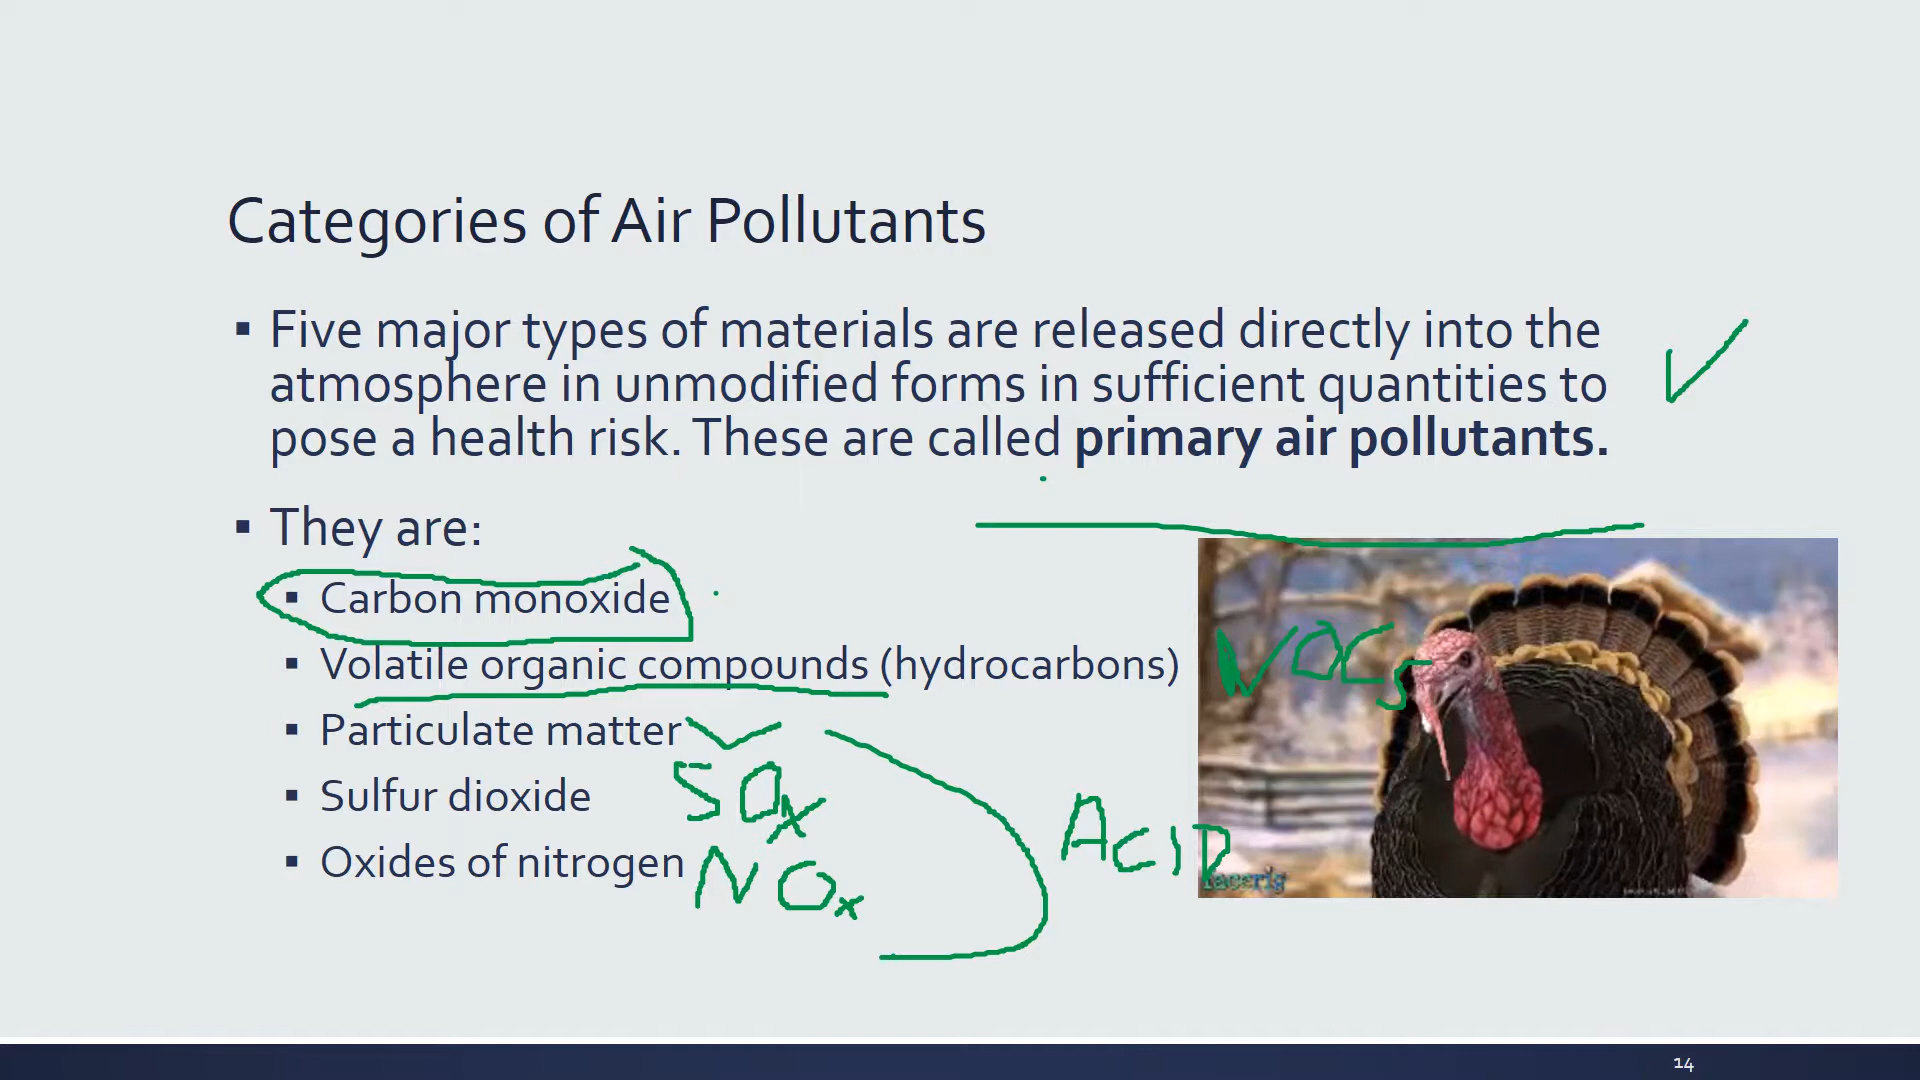 Categories of Air Pollutants
▪ Five major types of materials are released directly into the
atmosphere in unmodified forms in sufficient quantities to
pose a health risk. These are called primary air pollutants.
▪ They are:
▪ Carbon monoxide
▪ Volatile organic compounds (hydrocarbons) VOCs
▪ Particulate matter
▪ Sulfur dioxide SOx
▪ Oxides of nitrogen NOx
ACID
facerig
14